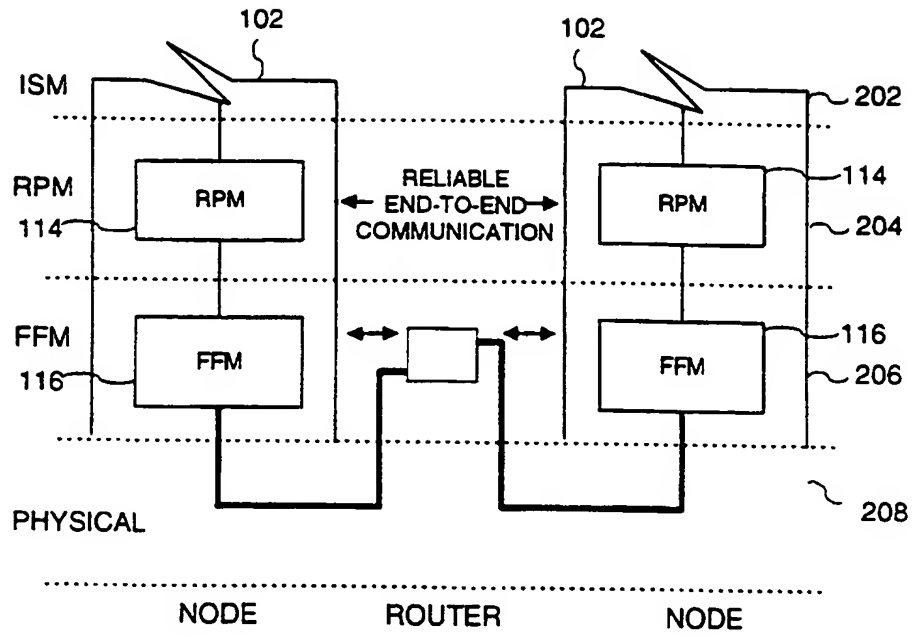 102
102
ISM
202
RPM
RPM
114
RELIABLE
END-TO-END
COMMUNICATION
RPM
114
204
FFM
FFM
116
FFM
116
206
PHYSICAL
208
NODE
ROUTER
NODE